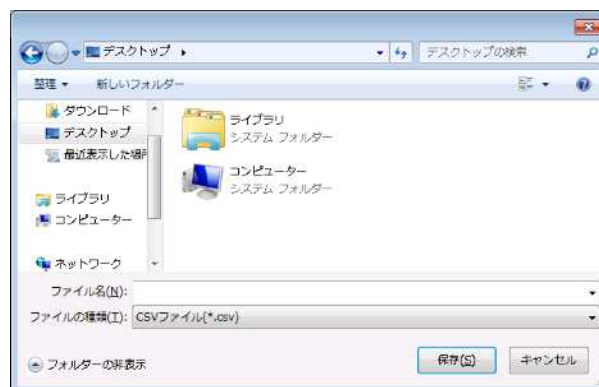 デスクトップ
デスクトップの検索
整理
新しいフォルダー
ダウンロード
デスクトップ
最近表示した場所
ライブラリ
コンピューター
ネットワーク
ライブラリ
システム フォルダー
コンピューター
システム フォルダー
ファイル名(N):
ファイルの種類(T): CSVファイル(*.csv)
フォルダーの非表示
保存(S)
キャンセル